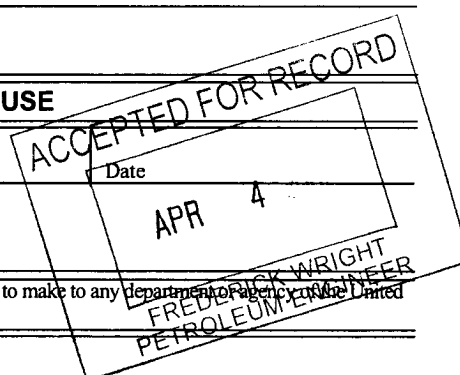 USE
ACCEPTED FOR RECORD
Date
APR 4
to make to any department or agency of the United
FREDERICK WRIGHT
PETROLEUM ENGINEER